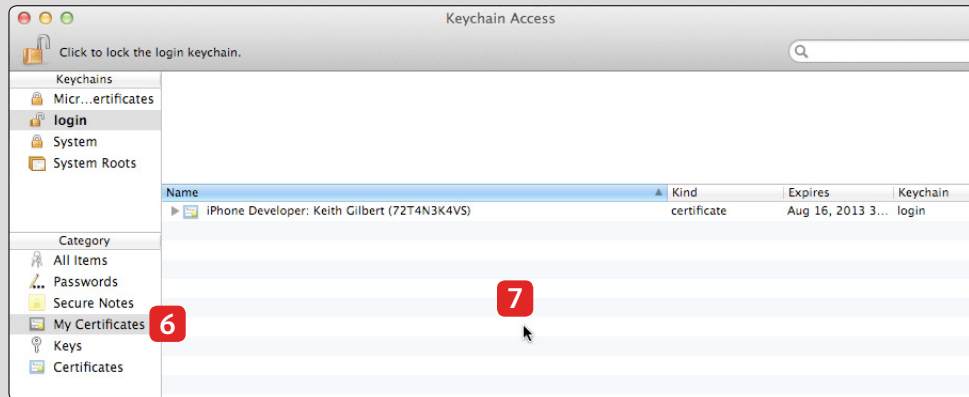 Keychain Access
Click to lock the login keychain.
Keychains
Micr...ertificates
login
System
System Roots
Name Kind Expires Keychain
iPhone Developer: Keith Gilbert (72T4N3K4VS) certificate Aug 16, 2013 3... login
Category
All Items
Passwords
Secure Notes
My Certificates 6
7
Keys
Certificates